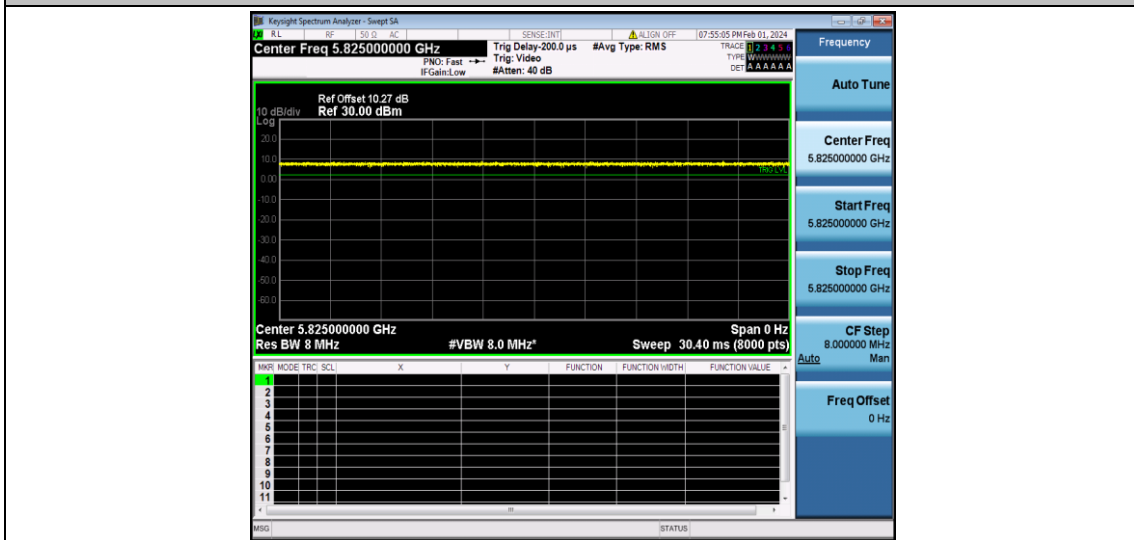 Keysight Spectrum Analyzer - Swept SA
RL RF 50 Ω AC SENSE:INT ALIGN OFF 07:55:05 PM Feb 01, 2024
Center Freq 5.825000000 GHz Trig Delay-200.0 µs #Avg Type: RMS TRACE 1 2 3 4 5 6
PNO: Fast Trig: Video TYPE WWWWWW
IFGain:Low #Atten: 40 dB DET A A A A A A
Frequency
Auto Tune
Ref Offset 10.27 dB
10 dB/div Ref 30.00 dBm
Log
20.0
10.0
0.00
-10.0
-20.0
-30.0
-40.0
-50.0
-60.0
TRIG LVL
Center 5.825000000 GHz Span 0 Hz
Res BW 8 MHz #VBW 8.0 MHz* Sweep 30.40 ms (8000 pts)
Center Freq
5.825000000 GHz
Start Freq
5.825000000 GHz
Stop Freq
5.825000000 GHz
CF Step
8.000000 MHz
Auto Man
Freq Offset
0 Hz
MKR MODE TRC SCL X Y FUNCTION FUNCTION WIDTH FUNCTION VALUE
1
2
3
4
5
6
7
8
9
10
11
MSG STATUS